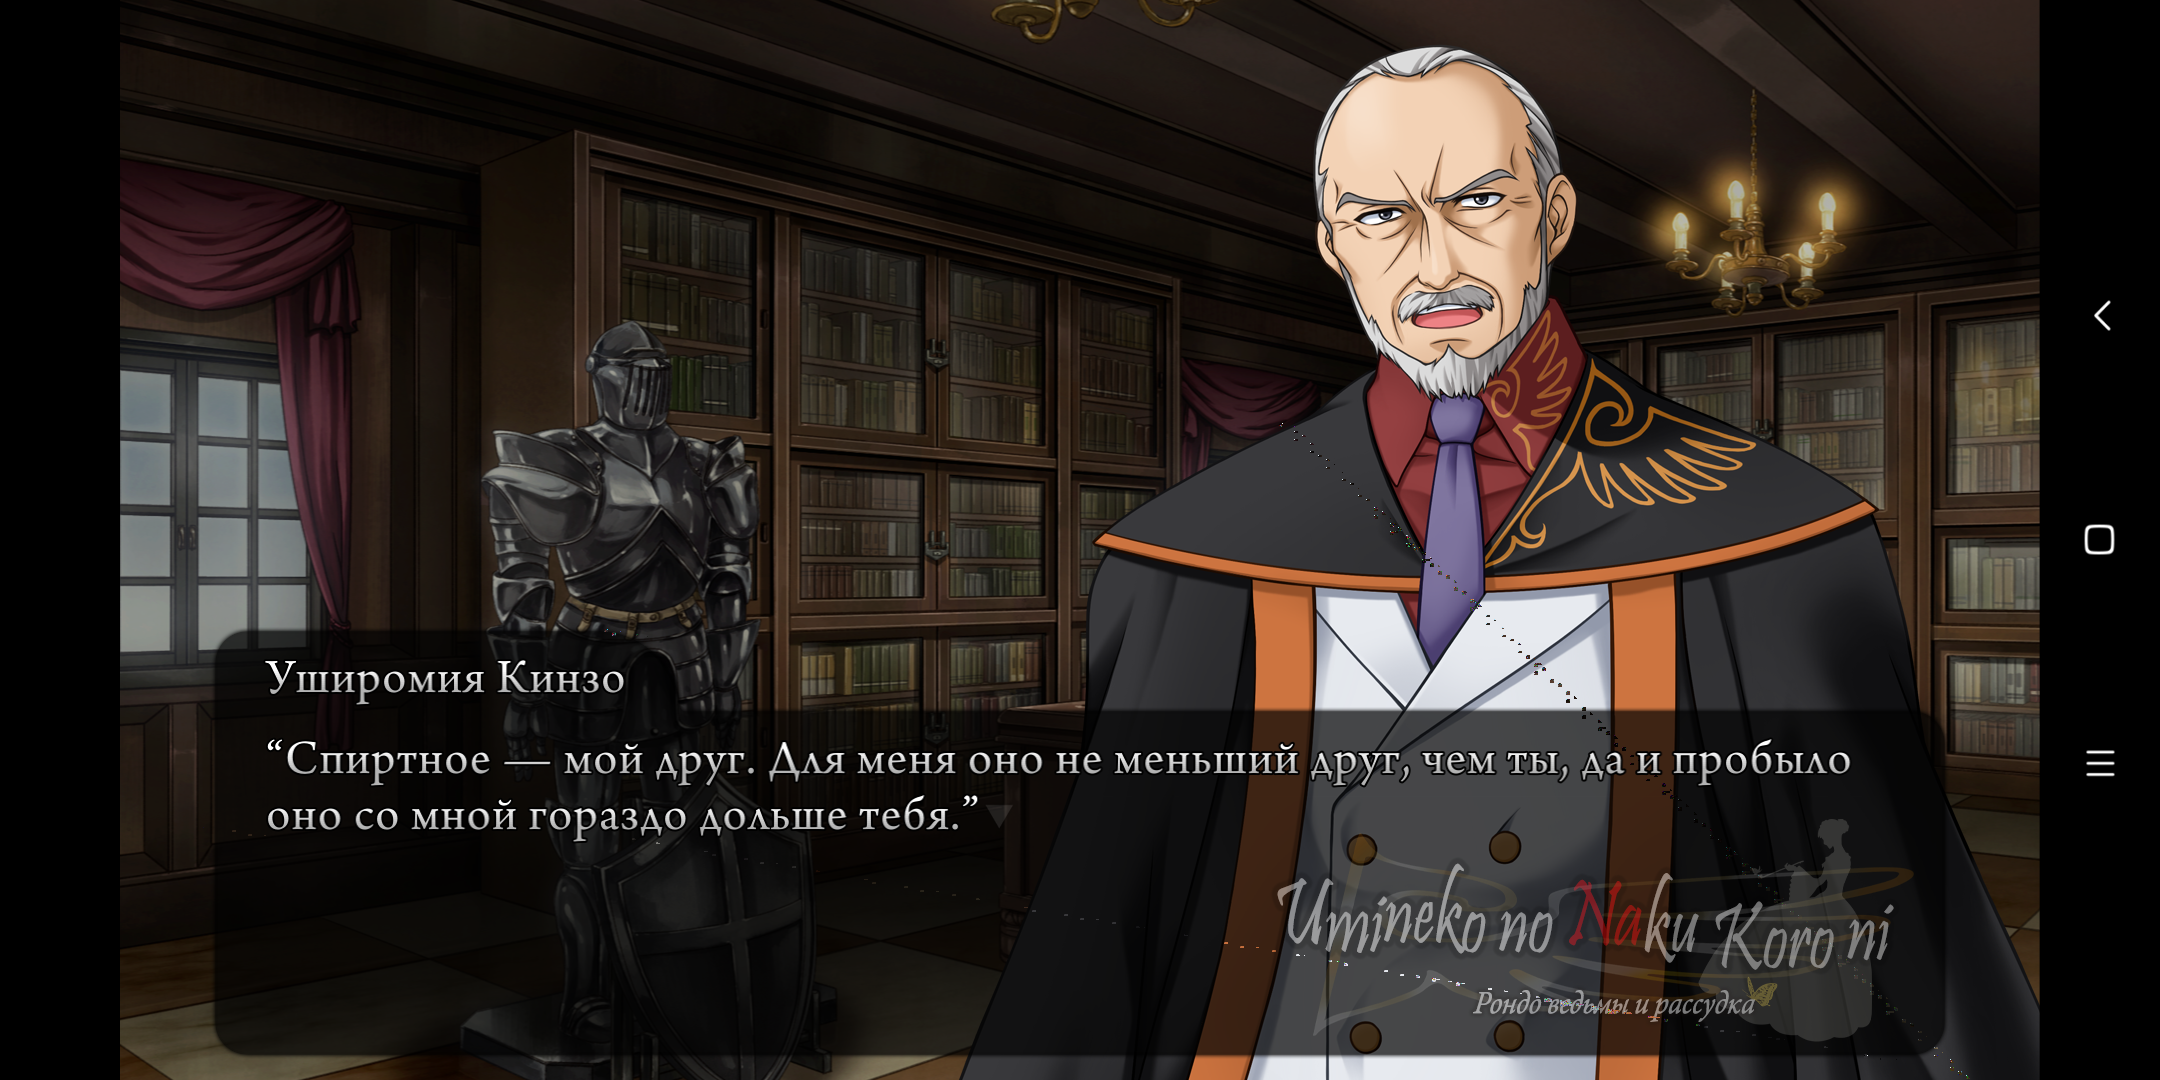 Уширомия Кинзо
“Спиртное — мой друг. Для меня оно не меньший друг, чем ты, да и пробыло
оно со мной гораздо дольше тебя.”
Umineko no Naku Koro ni
Рондо ведьмы и рассудка